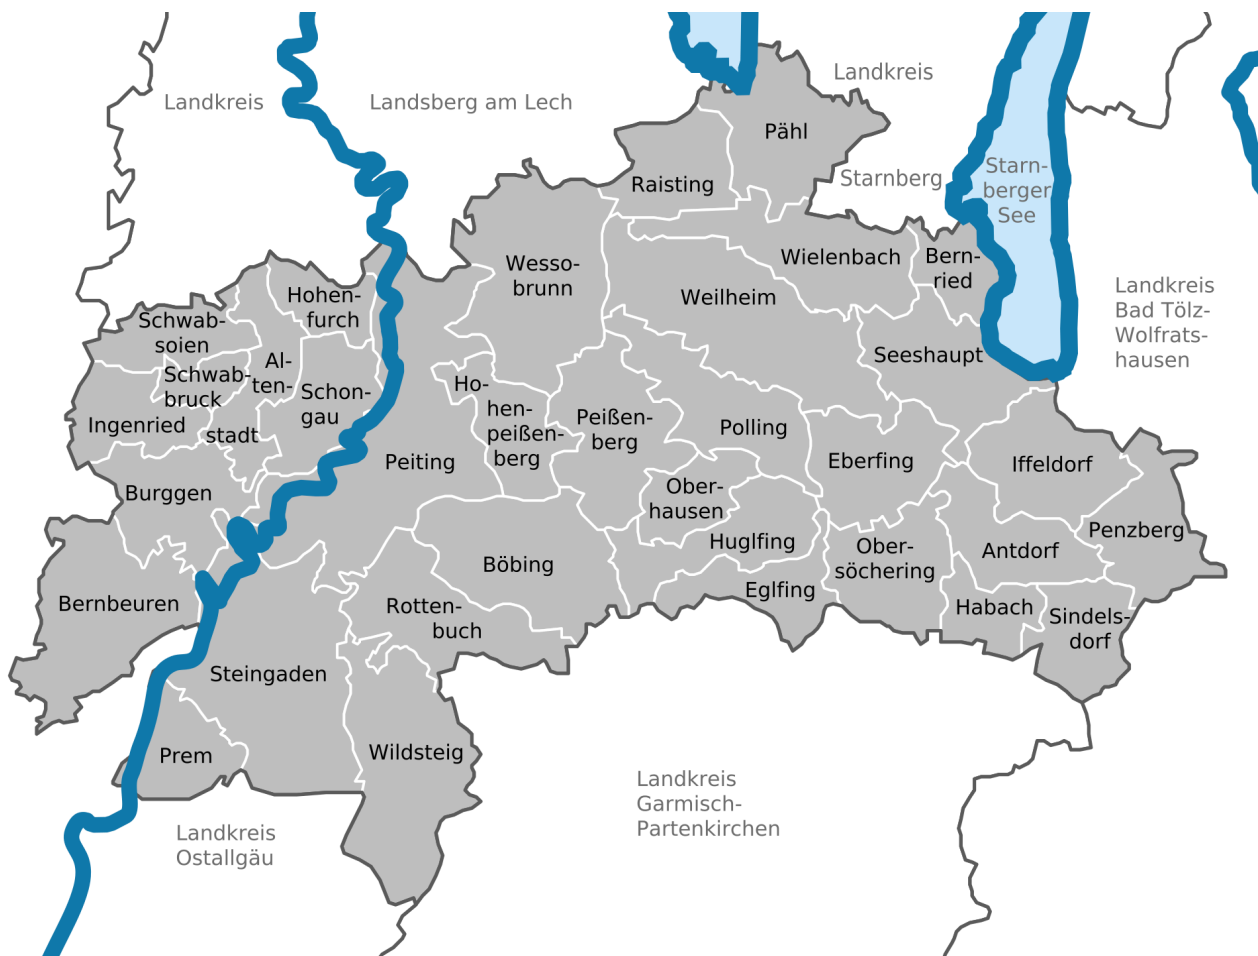 Landkreis
Landsberg am Lech
Landkreis
Starnberg
Starn-
berger
See
Pähl
Raisting
Wielenbach
Bern-
ried
Wesso-
brunn
Weilheim
Hohen-
furch
Schwab-
soien
Seeshaupt
Landkreis
Bad Tölz-
Wolfrats-
hausen
Al-
ten-
stadt
Schwab-
bruck
Schon-
gau
Ingenried
Ho-
hen-
peißen-
berg
Peißen-
berg
Polling
Peiting
Eberfing
Iffeldorf
Burggen
Ober-
hausen
Penzberg
Huglfing
Ober-
söchering
Antdorf
Böbing
Eglfing
Bernbeuren
Rotten-
buch
Habach
Sindels-
dorf
Steingaden
Prem
Wildsteig
Landkreis
Garmisch-
Partenkirchen
Landkreis
Ostallgäu